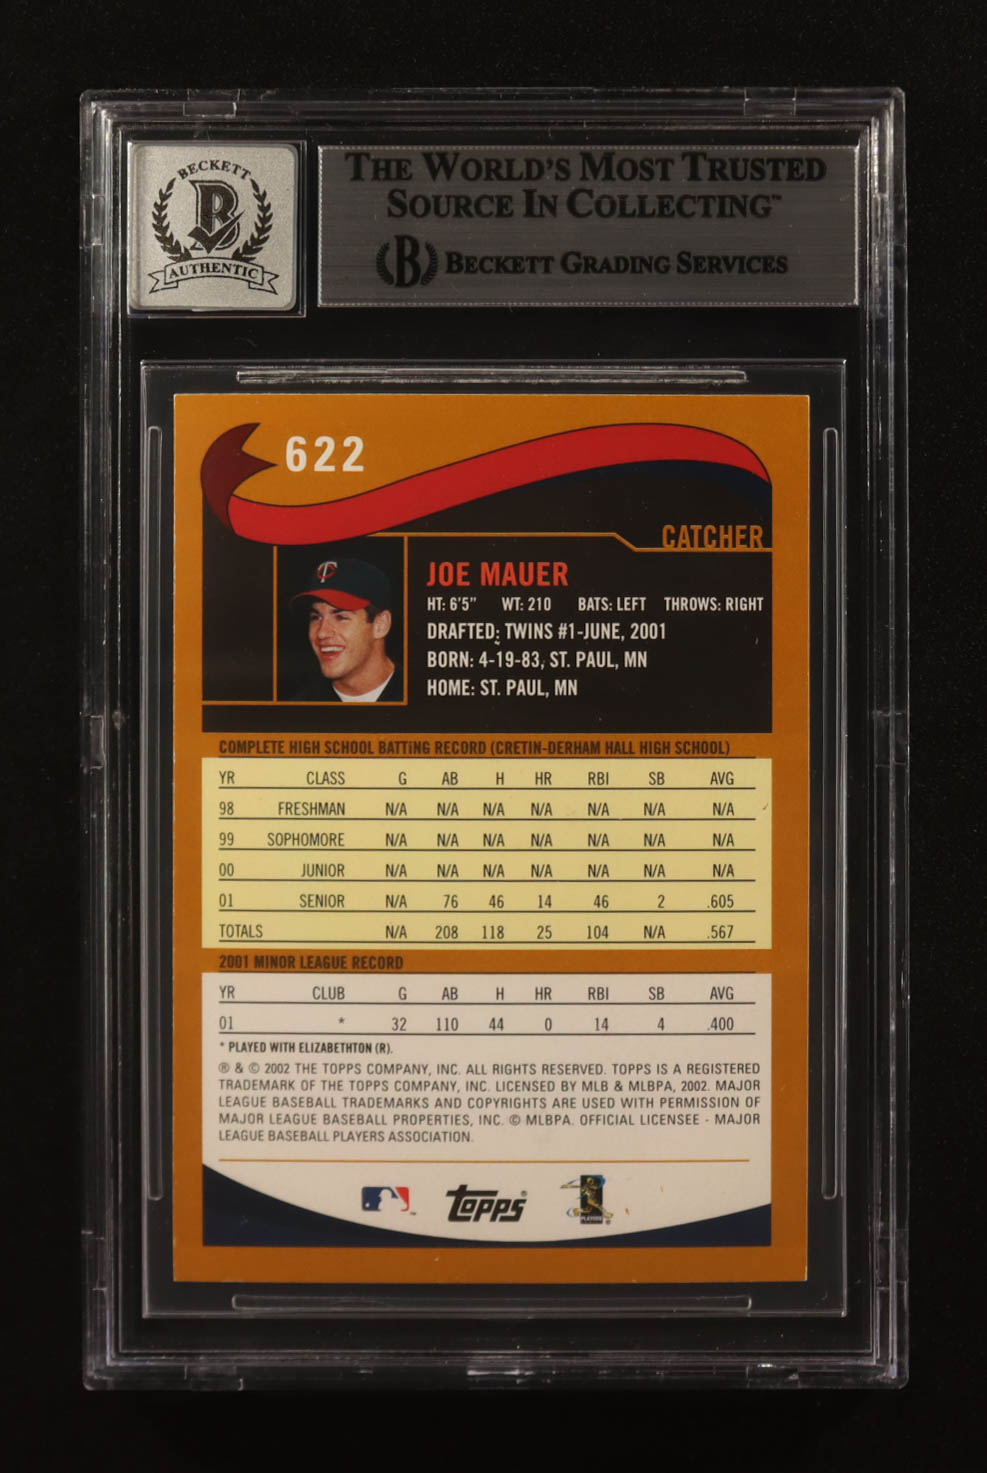 BECKETT
B
AUTHENTIC
THE WORLD'S MOST TRUSTED
SOURCE IN COLLECTING™
B BECKETT GRADING SERVICES
622
CATCHER
JOE MAUER
HT: 6'5" WT: 210 BATS: LEFT THROWS: RIGHT
DRAFTED: TWINS #1-JUNE, 2001
BORN: 4-19-83, ST. PAUL, MN
HOME: ST. PAUL, MN
COMPLETE HIGH SCHOOL BATTiNG RECORD (CRETIN-DERHAM HALL HIGH SCHOOL)
YR CLASS G AB H HR RBI SB AVG
98 FRESHMAN N/A N/A N/A N/A N/A N/A N/A
99 SOPHOMORE N/A N/A N/A N/A N/A N/A N/A
00 JUNIOR N/A N/A N/A N/A N/A N/A N/A
01 SENIOR N/A 76 46 14 46 2 .605
TOTALS N/A 208 118 25 104 N/A .567
2001 MINOR LEAGUE RECORD
YR CLUB G AB H HR RBI SB AVG
01 * 32 110 44 0 14 4 .400
* PLAYED WITH ELIZABETHTON (R).
® & © 2002 THE TOPPS COMPANY, INC. ALL RIGHTS RESERVED. TOPPS IS A REGISTERED
TRADEMARK OF THE TOPPS COMPANY, INC. LICENSED BY MLB & MLBPA, 2002. MAJOR
LEAGUE BASEBALL TRADEMARKS AND COPYRIGHTS ARE USED WITH PERMISSION OF
MAJOR LEAGUE BASEBALL PROPERTIES, INC. © MLBPA. OFFICIAL LICENSEE - MAJOR
LEAGUE BASEBALL PLAYERS ASSOCIATION.
Topps®
PLAYERS